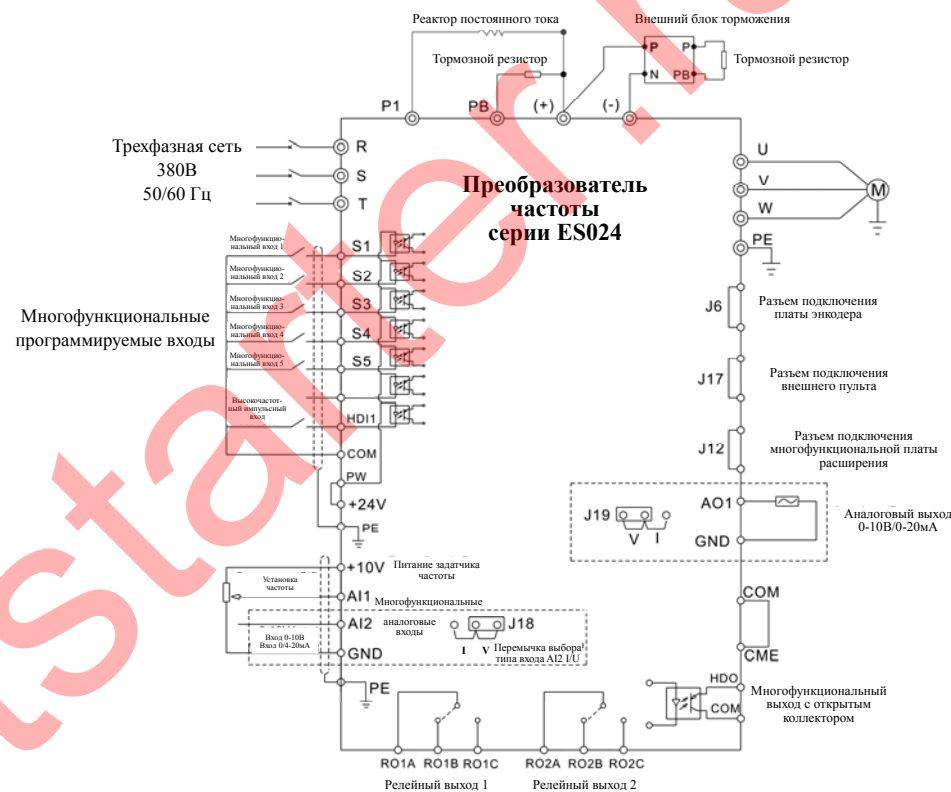 Реактор постоянного тока
Внешний блок торможения
Тормозной резистор
P
P
N
PB
Тормозной резистор
P1
PB
(+)
(-)
Трехфазная сеть
380В
50/60 Гц
R
S
T
Преобразователь
частоты
серии ES024
U
V
W
M
PE
Многофункциональные
программируемые входы
Многофункцио-
нальный вход 1
S1
Многофункцио-
нальный вход 2
S2
Многофункцио-
нальный вход 3
S3
Многофункцио-
нальный вход 4
S4
Многофункцио-
нальный вход 5
S5
Высокочастот-
ный импульсный
вход
HDI1
COM
PW
+24V
PE
J6
Разъем подключения
платы энкодера
J17
Разъем подключения
внешнего пульта
J12
Разъем подключения
многофункциональной платы
расширения
J19
V I
AO1
GND
Аналоговый выход
0-10В/0-20мА
+10V
Питание задатчика
частоты
Установка
частоты
AI1
Многофункциональные
аналоговые
входы
AI2
J18
I V
Перемычка выбора
типа входа AI2 I/U
Вход 0-10В
Вход 0/4-20мА
GND
PE
COM
CME
HDO
COM
Многофункциональный
выход с открытым
коллектором
RO1A RO1B RO1C
RO2A RO2B RO2C
Релейный выход 1
Релейный выход 2